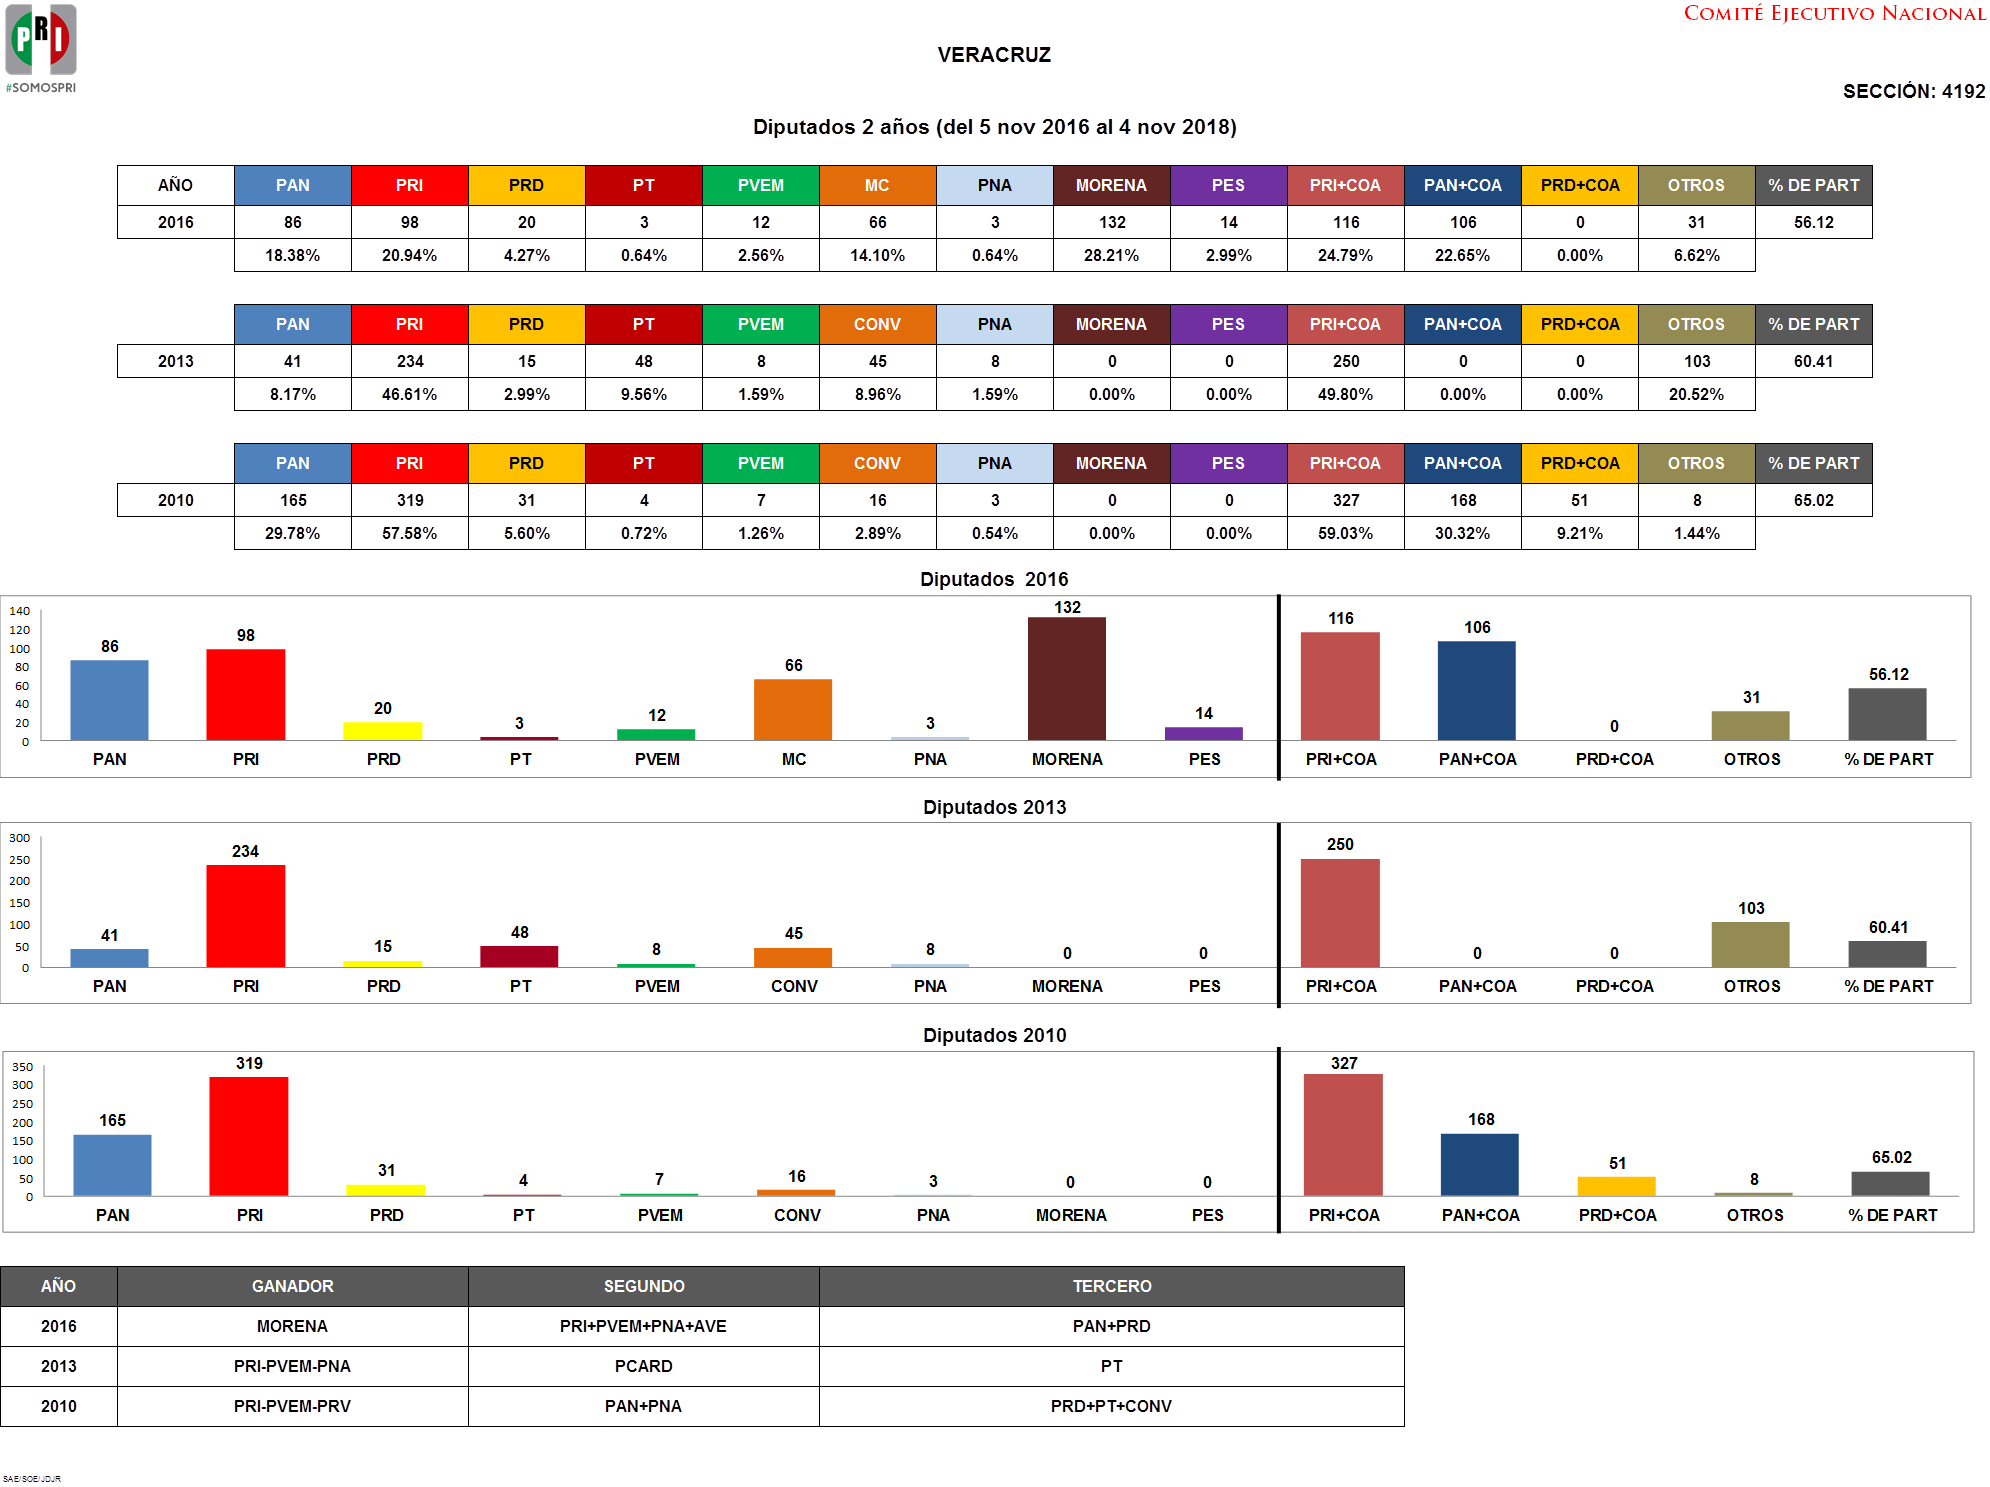 PRI
#SOMOSPRI
COMITÉ EJECUTIVO NACIONAL
VERACRUZ
SECCIÓN: 4192
Diputados 2 años (del 5 nov 2016 al 4 nov 2018)
AÑO PAN PRI PRD PT PVEM MC PNA MORENA PES PRI+COA PAN+COA PRD+COA OTROS % DE PART
2016 86 98 20 3 12 66 3 132 14 116 106 0 31 56.12
18.38% 20.94% 4.27% 0.64% 2.56% 14.10% 0.64% 28.21% 2.99% 24.79% 22.65% 0.00% 6.62%
PAN PRI PRD PT PVEM CONV PNA MORENA PES PRI+COA PAN+COA PRD+COA OTROS % DE PART
2013 41 234 15 48 8 45 8 0 0 250 0 0 103 60.41
8.17% 46.61% 2.99% 9.56% 1.59% 8.96% 1.59% 0.00% 0.00% 49.80% 0.00% 0.00% 20.52%
PAN PRI PRD PT PVEM CONV PNA MORENA PES PRI+COA PAN+COA PRD+COA OTROS % DE PART
2010 165 319 31 4 7 16 3 0 0 327 168 51 8 65.02
29.78% 57.58% 5.60% 0.72% 1.26% 2.89% 0.54% 0.00% 0.00% 59.03% 30.32% 9.21% 1.44%
Diputados 2016
140
120
100
80
60
40
20
0
86 98 20 3 12 66 3 132 14 116 106 0 31 56.12
PAN PRI PRD PT PVEM MC PNA MORENA PES PRI+COA PAN+COA PRD+COA OTROS % DE PART
Diputados 2013
300
250
200
150
100
50
0
41 234 15 48 8 45 8 0 0 250 0 0 103 60.41
PAN PRI PRD PT PVEM CONV PNA MORENA PES PRI+COA PAN+COA PRD+COA OTROS % DE PART
Diputados 2010
350
300
250
200
150
100
50
0
165 319 31 4 7 16 3 0 0 327 168 51 8 65.02
PAN PRI PRD PT PVEM CONV PNA MORENA PES PRI+COA PAN+COA PRD+COA OTROS % DE PART
AÑO GANADOR SEGUNDO TERCERO
2016 MORENA PRI+PVEM+PNA+AVE PAN+PRD
2013 PRI-PVEM-PNA PCARD PT
2010 PRI-PVEM-PRV PAN+PNA PRD+PT+CONV
SAE/SOE/JDJR